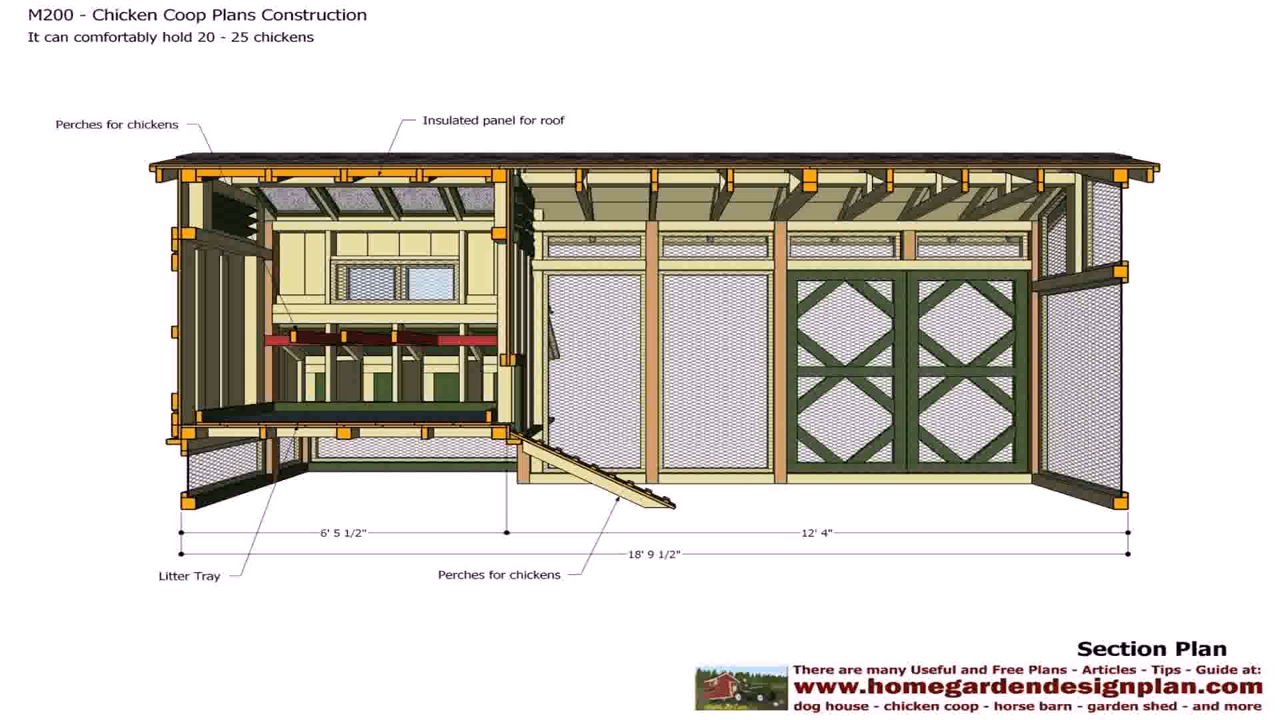 M200 - Chicken Coop Plans Construction
It can comfortably hold 20 - 25 chickens
Perches for chickens
Insulated panel for roof
6' 5 1/2"
12' 4"
18' 9 1/2"
Litter Tray
Perches for chickens
Section Plan
There are many Useful and Free Plans - Articles - Tips - Guide at:
www.homegardendesignplan.com
dog house - chicken coop - horse barn - garden shed - and more